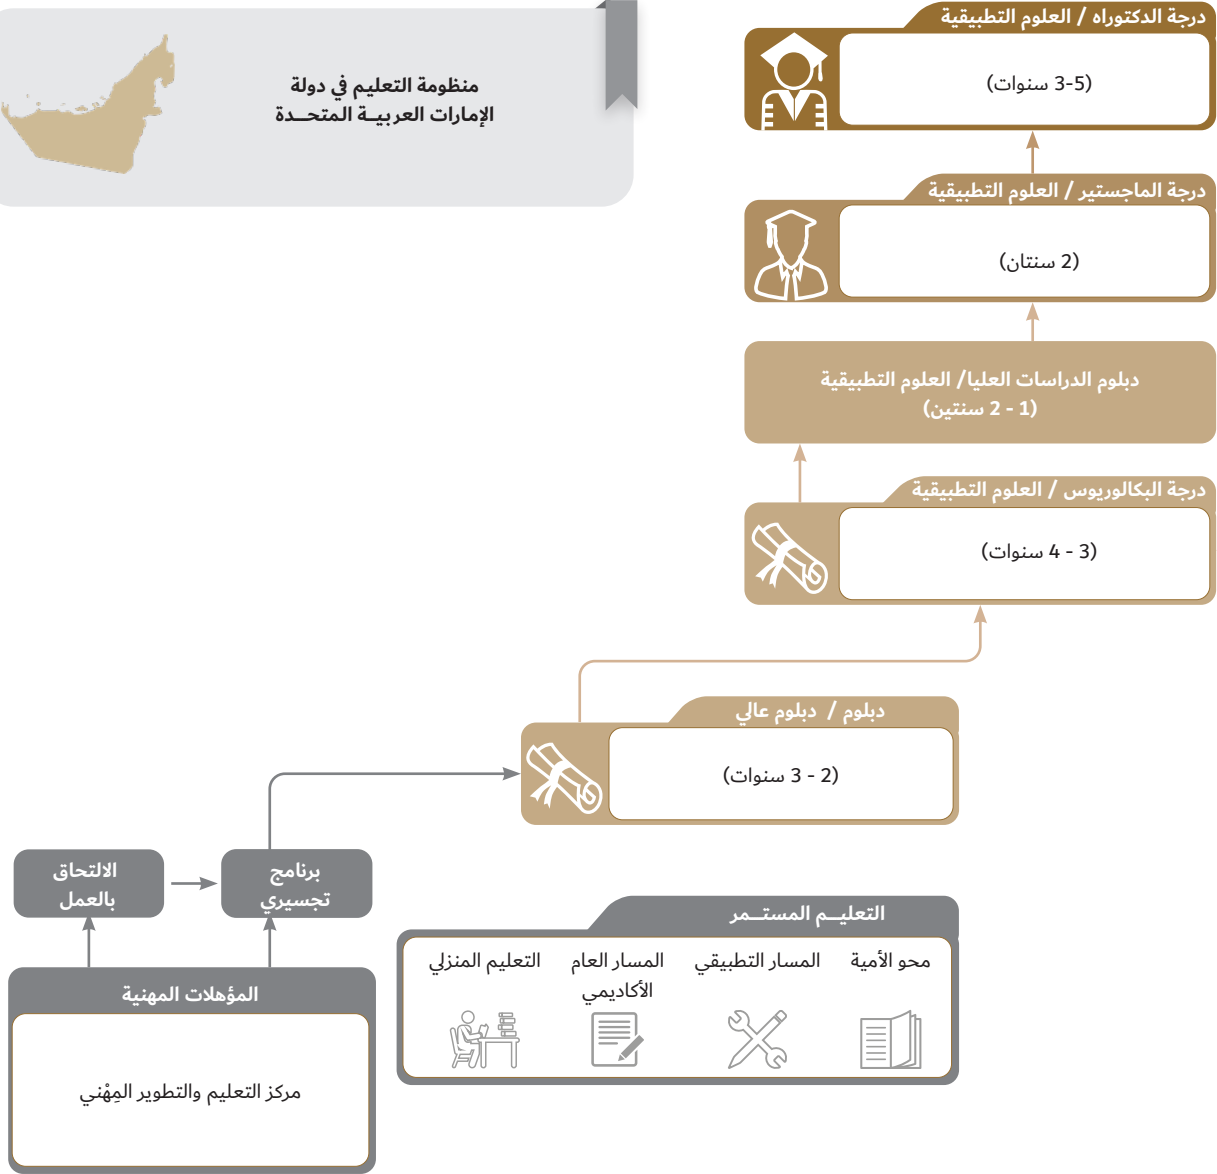 منظومة التعليم في دولة
الإمارات العربيــة المتحــدة
درجة الدكتوراه / العلوم التطبيقية
(3-5 سنوات)
درجة الماجستير / العلوم التطبيقية
(2 سنتان)
دبلوم الدراسات العليا/ العلوم التطبيقية
(1 - 2 سنتين)
درجة البكالوريوس / العلوم التطبيقية
(3 - 4 سنوات)
دبلوم / دبلوم عالي
(2 - 3 سنوات)
برنامج
تجسيري
الالتحاق
بالعمل
التعليــم المستــمر
محو الأمية
المسار التطبيقي
المسار العام
الأكاديمي
التعليم المنزلي
المؤهلات المهنية
مركز التعليم والتطوير المِهْني